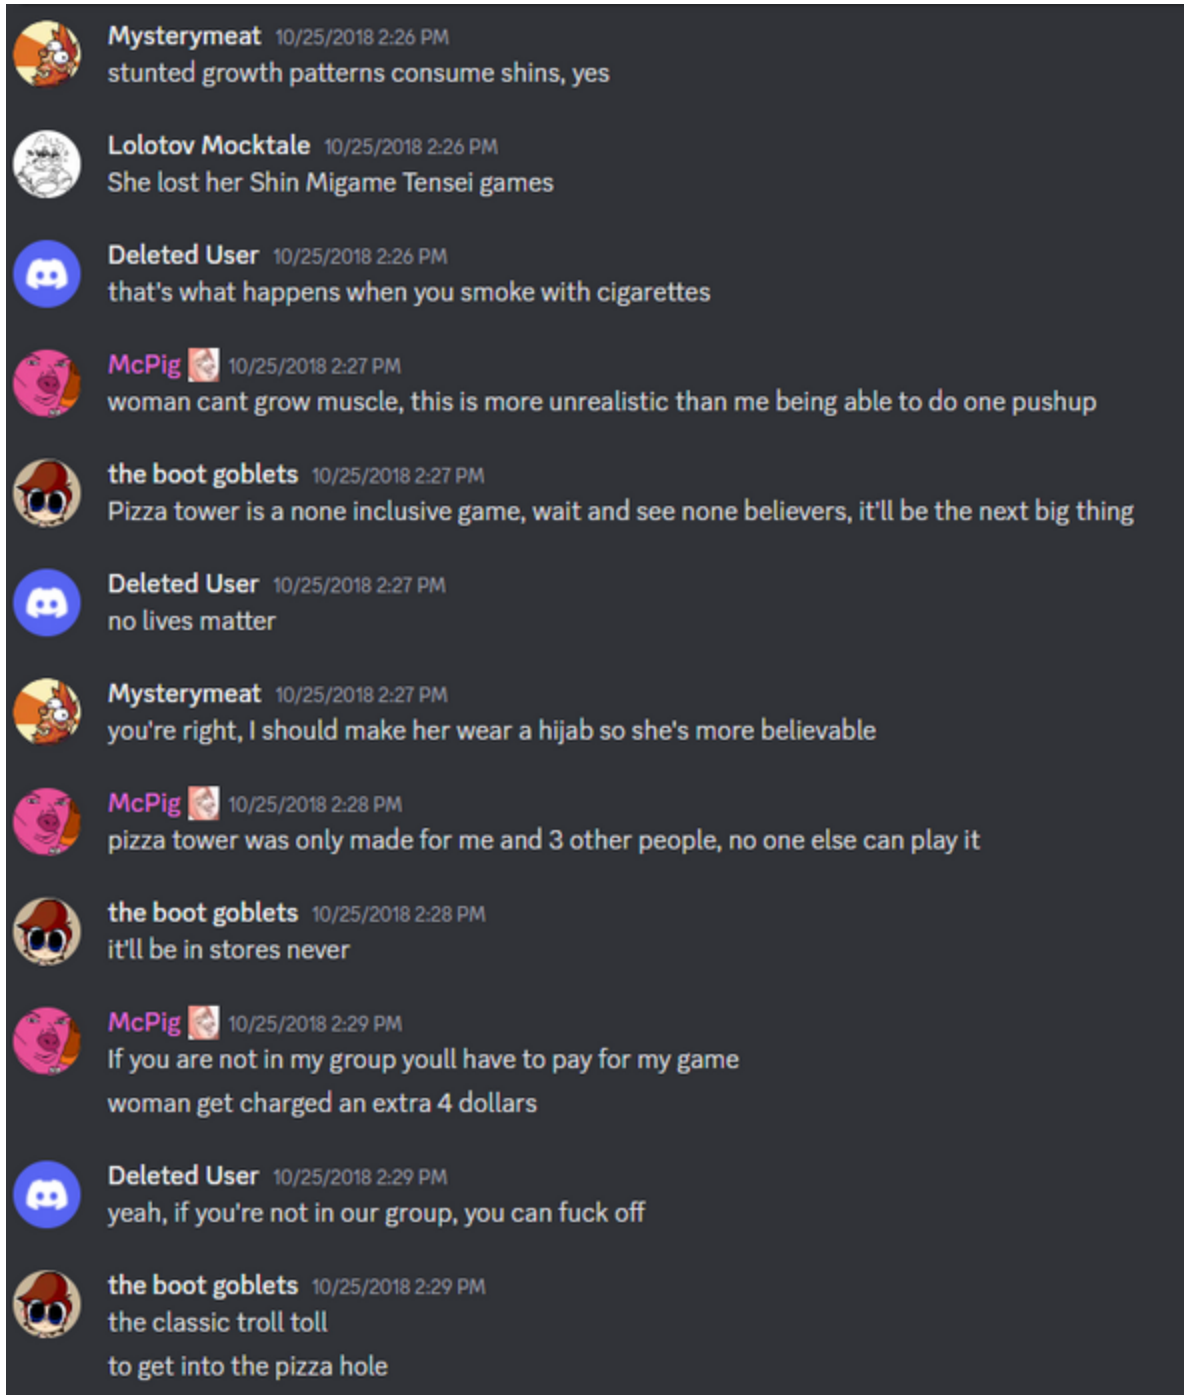 Mysterymeat 10/25/2018 2:26 PM
stunted growth patterns consume shins, yes
Lolotov Mocktale 10/25/2018 2:26 PM
She lost her Shin Migame Tensei games
Deleted User 10/25/2018 2:26 PM
that's what happens when you smoke with cigarettes
McPig 10/25/2018 2:27 PM
woman cant grow muscle, this is more unrealistic than me being able to do one pushup
the boot goblets 10/25/2018 2:27 PM
Pizza tower is a none inclusive game, wait and see none believers, it'll be the next big thing
Deleted User 10/25/2018 2:27 PM
no lives matter
Mysterymeat 10/25/2018 2:27 PM
you're right, I should make her wear a hijab so she's more believable
McPig 10/25/2018 2:28 PM
pizza tower was only made for me and 3 other people, no one else can play it
the boot goblets 10/25/2018 2:28 PM
it'll be in stores never
McPig 10/25/2018 2:29 PM
If you are not in my group youll have to pay for my game
woman get charged an extra 4 dollars
Deleted User 10/25/2018 2:29 PM
yeah, if you're not in our group, you can fuck off
the boot goblets 10/25/2018 2:29 PM
the classic troll toll
to get into the pizza hole